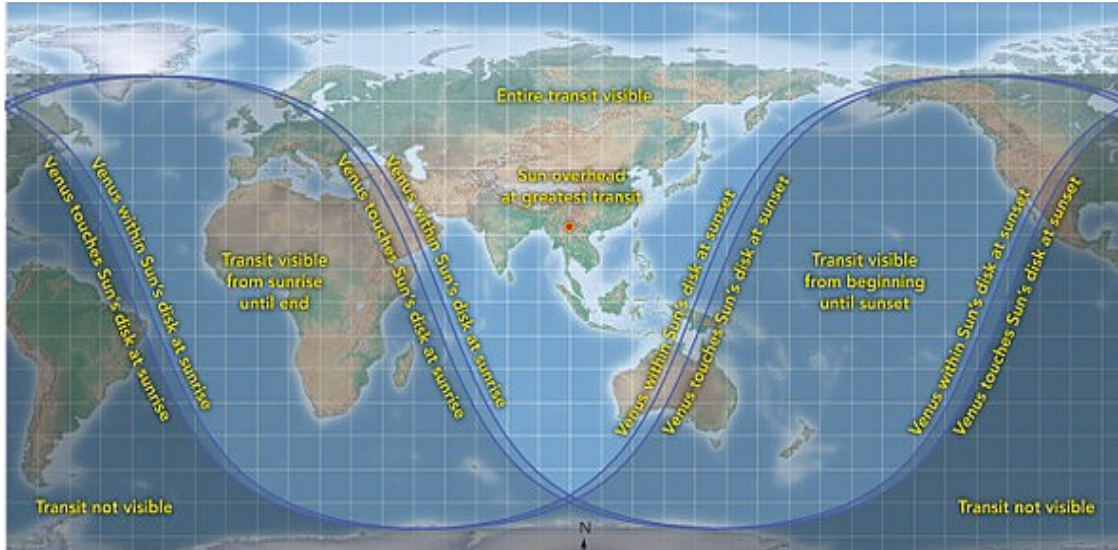 Entire transit visible
Sun overhead
at greatest transit
Venus touches Sun's disk at sunrise
Venus within Sun's disk at sunrise
Transit visible
from sunrise
until end
Venus touches Sun's disk at sunrise
Venus within Sun's disk at sunrise
Venus within Sun's disk at sunset
Venus touches Sun's disk at sunset
Transit visible
from beginning
until sunset
Venus within Sun's disk at sunset
Venus touches Sun's disk at sunset
Transit not visible
N
Transit not visible